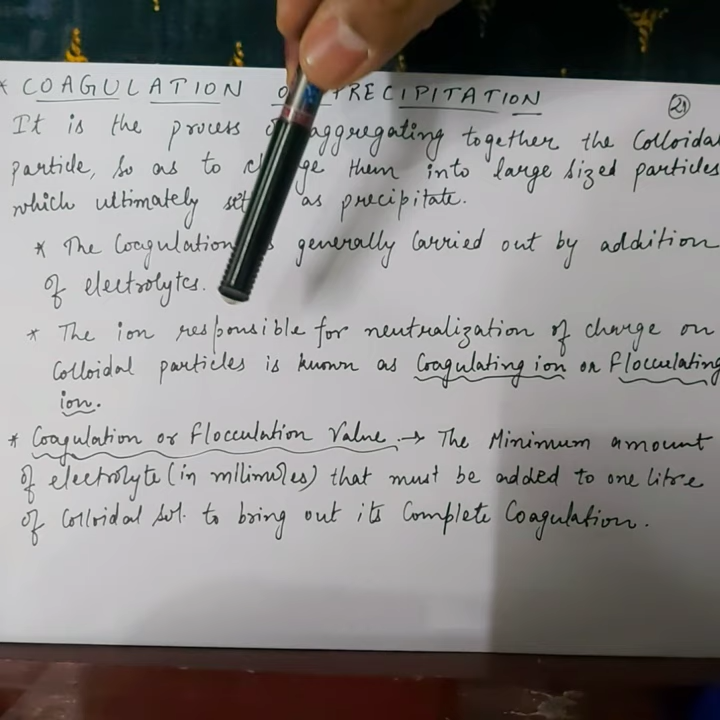 * COAGULATION O PRECIPITATION 21
It is the process aggregating together the Colloidal
particle, so as to them into large sized particles
which ultimately as precipitate.
* The Coagulation generally Carried out by addition
of electrolytes.
* The ion responsible for neutralization of charge on
Colloidal particles is known as Coagulating ion or Flocculating
ion.
* Coagulation or Flocculation Value → The Minimum amount
of electrolyte (in millimoles) that must be added to one litre
of Colloidal Sol. to bring out its Complete Coagulation.